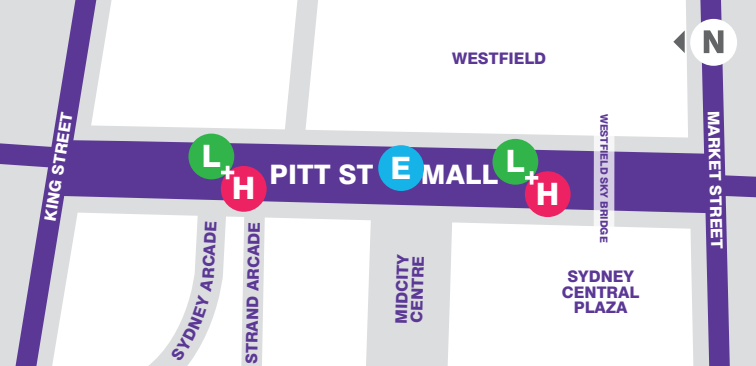 N
WESTFIELD
KING STREET
L
+
H
PITT ST
E
MALL
L
+
H
WESTFIELD SKY BRIDGE
MARKET STREET
SYDNEY ARCADE
STRAND ARCADE
MIDCITY
CENTRE
SYDNEY
CENTRAL
PLAZA